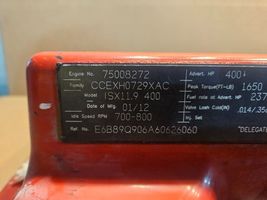 Engine No. 75008272 Advert. HP 400
Family CCEXH0729XAC Peak Torque(FT-LB) 1650
Model ISX11.9 400 Fuel rate at Advert. HP 237
Date of Mfg. 01/12 Valve Lash Cold(IN) .014/.35
Idle Speed RPM 700-800 Inj. Set
Ref. No. E6B89Q906A60626060 "DELEGATE